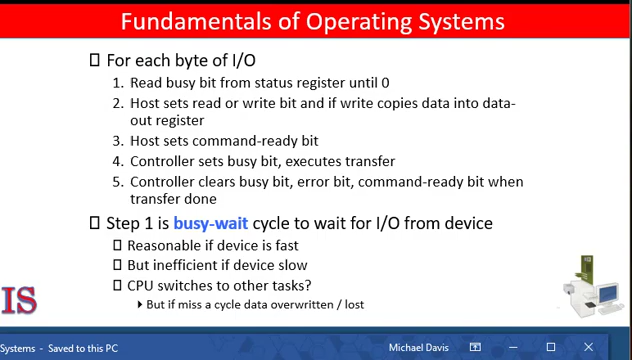 Fundamentals of Operating Systems
For each byte of I/O
1. Read busy bit from status register until 0
2. Host sets read or write bit and if write copies data into data-
out register
3. Host sets command-ready bit
4. Controller sets busy bit, executes transfer
5. Controller clears busy bit, error bit, command-ready bit when
transfer done
Step 1 is busy-wait cycle to wait for I/O from device
Reasonable if device is fast
But inefficient if device slow
CPU switches to other tasks?
But if miss a cycle data overwritten / lost
IS
Systems - Saved to this PC
Michael Davis